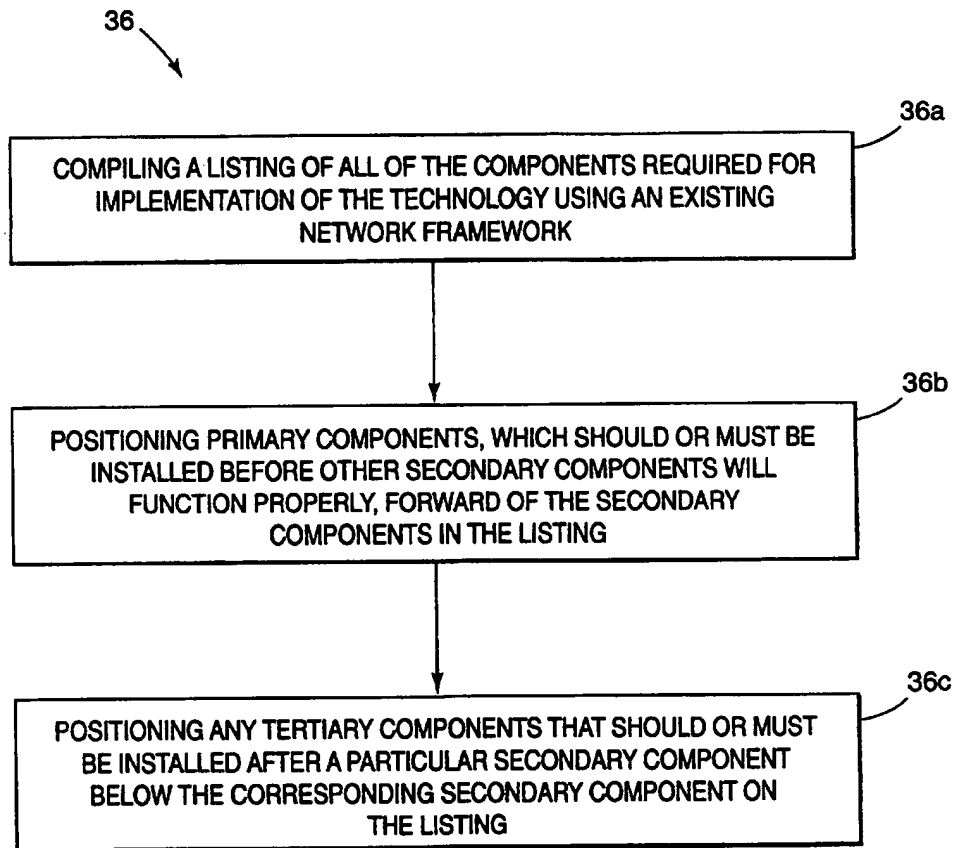 36
36a
COMPILING A LISTING OF ALL OF THE COMPONENTS REQUIRED FOR
IMPLEMENTATION OF THE TECHNOLOGY USING AN EXISTING
NETWORK FRAMEWORK
36b
POSITIONING PRIMARY COMPONENTS, WHICH SHOULD OR MUST BE
INSTALLED BEFORE OTHER SECONDARY COMPONENTS WILL
FUNCTION PROPERLY, FORWARD OF THE SECONDARY
COMPONENTS IN THE LISTING
36c
POSITIONING ANY TERTIARY COMPONENTS THAT SHOULD OR MUST
BE INSTALLED AFTER A PARTICULAR SECONDARY COMPONENT
BELOW THE CORRESPONDING SECONDARY COMPONENT ON
THE LISTING